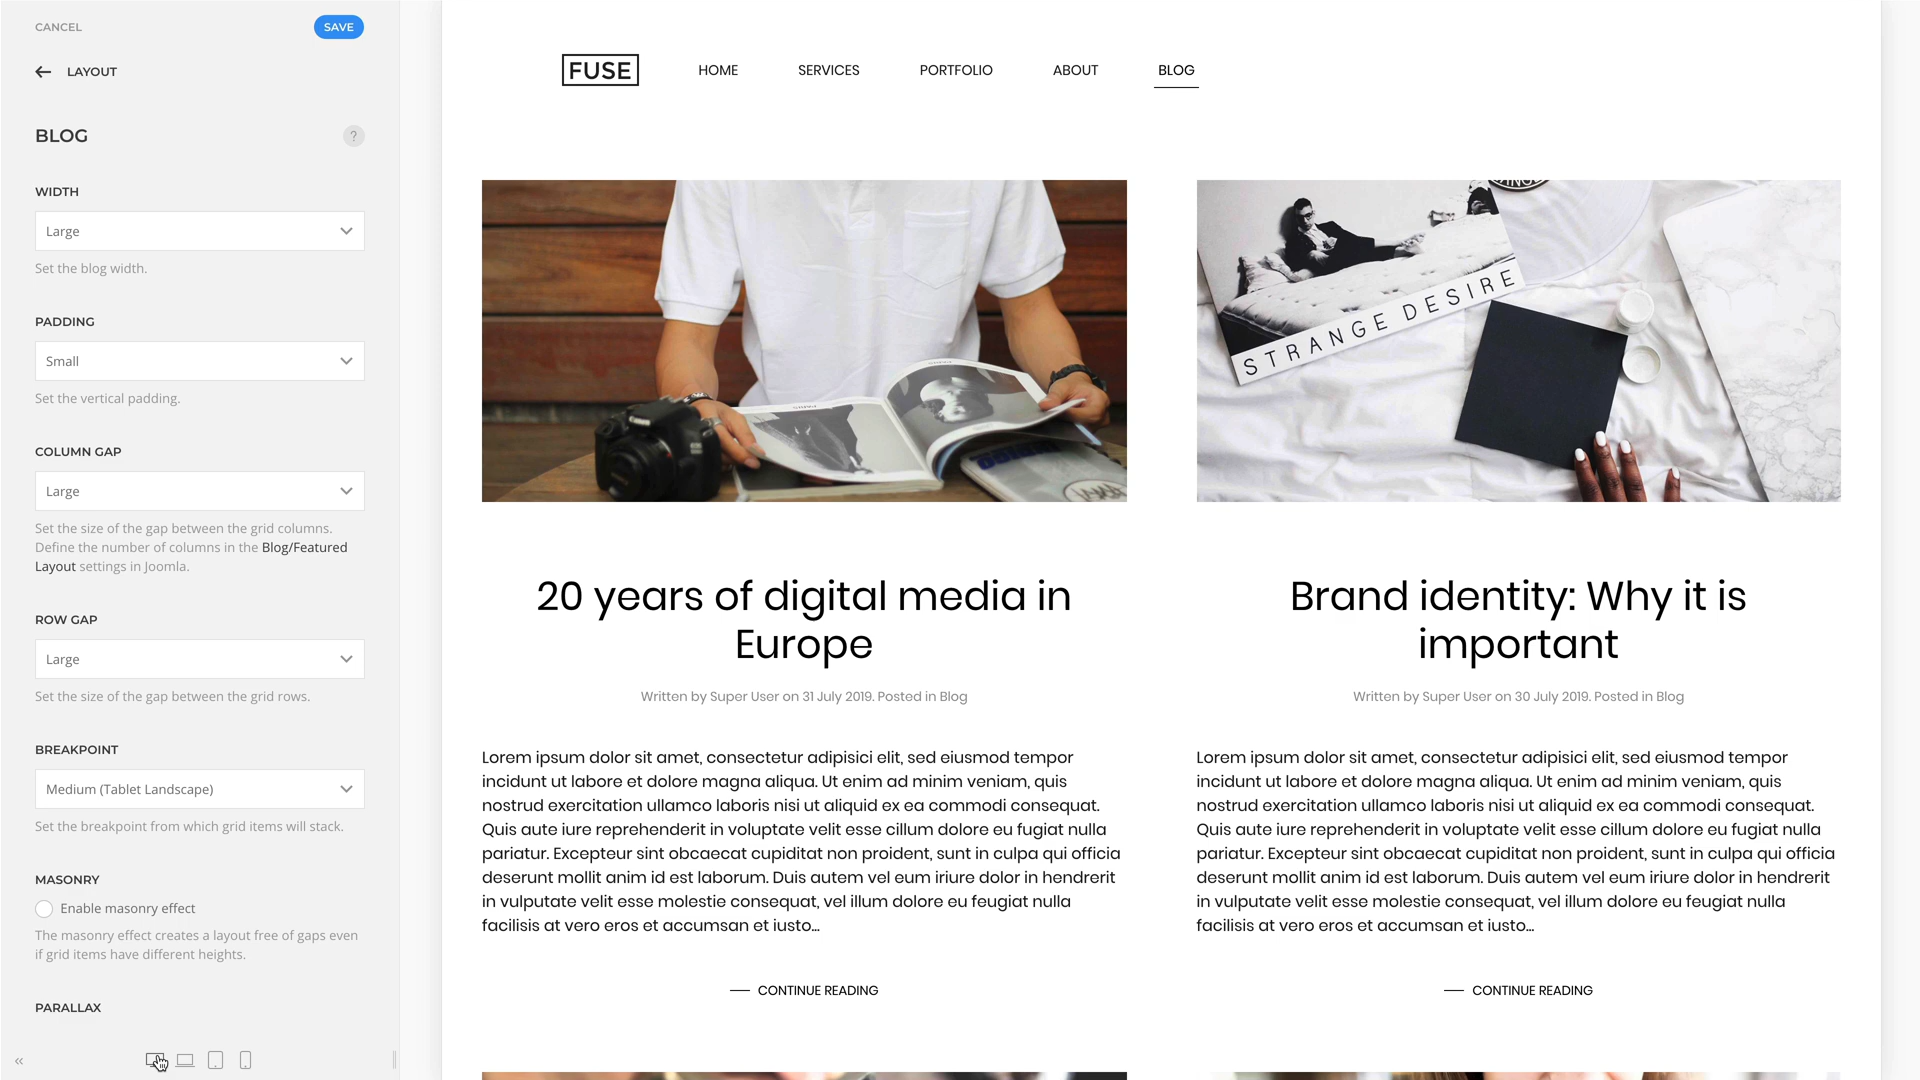 CANCEL
SAVE
LAYOUT
BLOG
?
WIDTH
Large
Set the blog width.
PADDING
Small
Set the vertical padding.
COLUMN GAP
Large
Set the size of the gap between the grid columns.
Define the number of columns in the Blog/Featured
Layout settings in Joomla.
ROW GAP
Large
Set the size of the gap between the grid rows.
BREAKPOINT
Medium (Tablet Landscape)
Set the breakpoint from which grid items will stack.
MASONRY
Enable masonry effect
The masonry effect creates a layout free of gaps even
if grid items have different heights.
PARALLAX
FUSE
HOME
SERVICES
PORTFOLIO
ABOUT
BLOG
STRANGE DESIRE
20 years of digital media in
Europe
Written by Super User on 31 July 2019. Posted in Blog
Lorem ipsum dolor sit amet, consectetur adipisici elit, sed eiusmod tempor
incidunt ut labore et dolore magna aliqua. Ut enim ad minim veniam, quis
nostrud exercitation ullamco laboris nisi ut aliquid ex ea commodi consequat.
Quis aute iure reprehenderit in voluptate velit esse cillum dolore eu fugiat nulla
pariatur. Excepteur sint obcaecat cupiditat non proident, sunt in culpa qui officia
deserunt mollit anim id est laborum. Duis autem vel eum iriure dolor in hendrerit
in vulputate velit esse molestie consequat, vel illum dolore eu feugiat nulla
facilisis at vero eros et accumsan et iusto...
CONTINUE READING
Brand identity: Why it is
important
Written by Super User on 30 July 2019. Posted in Blog
Lorem ipsum dolor sit amet, consectetur adipisici elit, sed eiusmod tempor
incidunt ut labore et dolore magna aliqua. Ut enim ad minim veniam, quis
nostrud exercitation ullamco laboris nisi ut aliquid ex ea commodi consequat.
Quis aute iure reprehenderit in voluptate velit esse cillum dolore eu fugiat nulla
pariatur. Excepteur sint obcaecat cupiditat non proident, sunt in culpa qui officia
deserunt mollit anim id est laborum. Duis autem vel eum iriure dolor in hendrerit
in vulputate velit esse molestie consequat, vel illum dolore eu feugiat nulla
facilisis at vero eros et accumsan et iusto...
CONTINUE READING